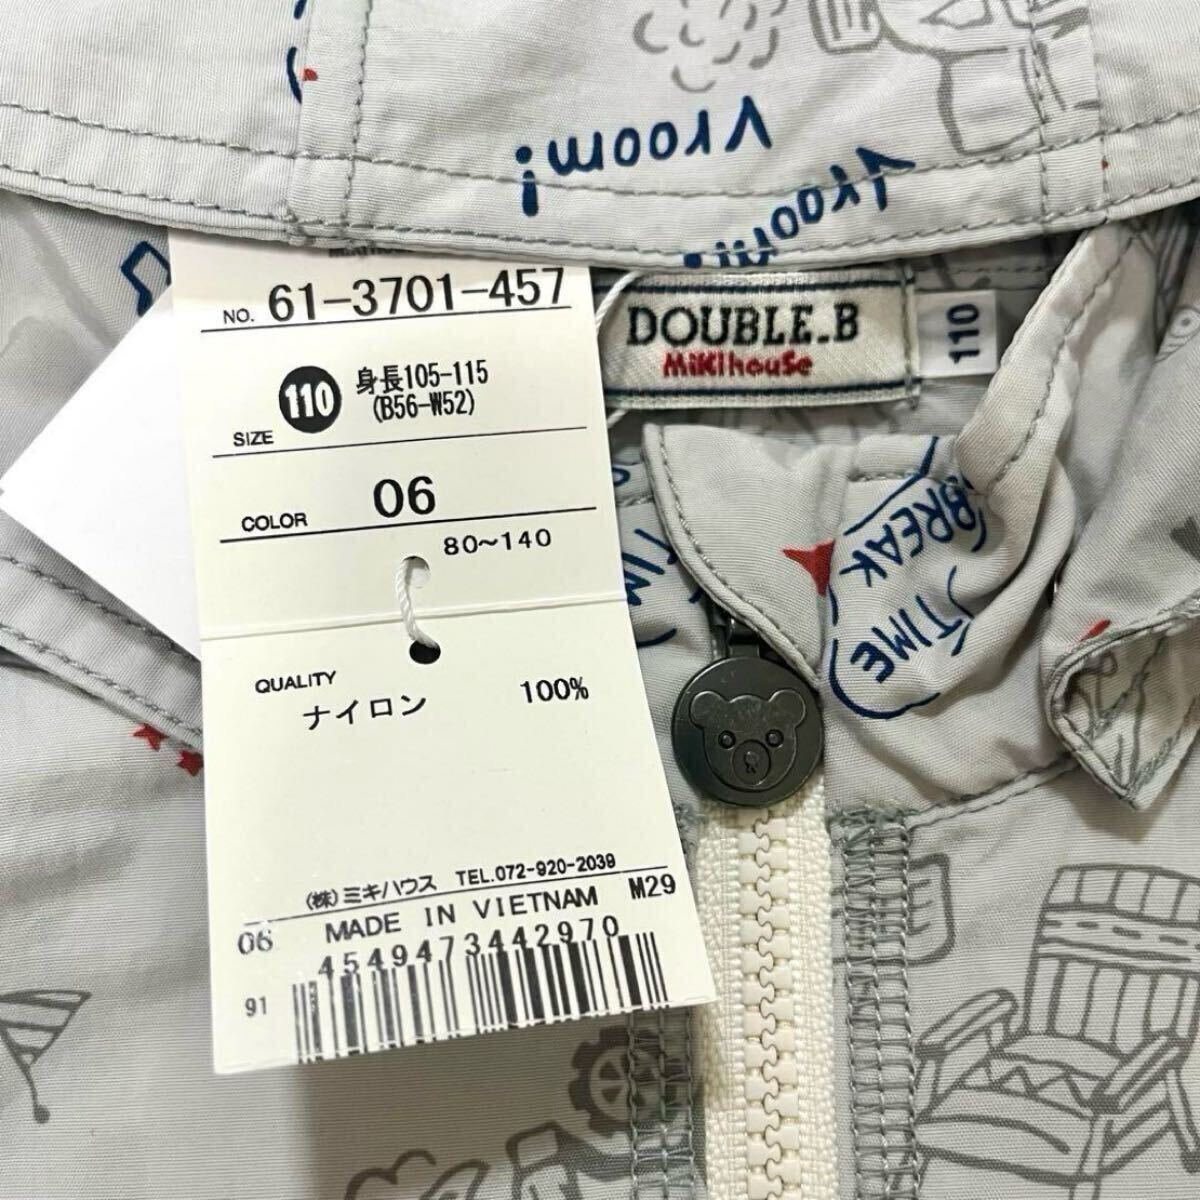 Vroom!
Vroom!
NO. 61-3701-457
SIZE 110 身長105-115
(B56-W52)
COLOR 06
80～140
QUALITY
ナイロン 100%
(株)ミキハウス TEL.072-920-2039
06 MADE IN VIETNAM M29
4549473442970
91
DOUBLE.B
MiKiHouSe
110
BREAK
TIME
TIME